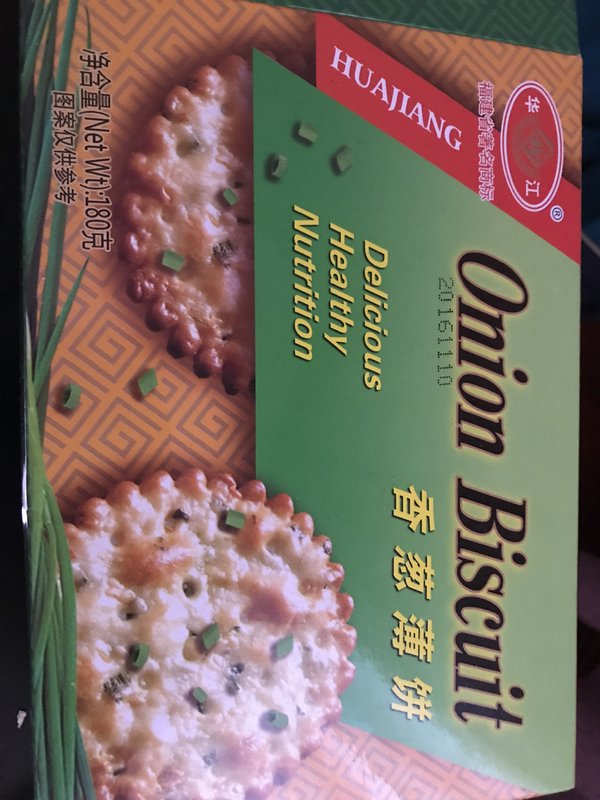 华江
®
HUAJIANG
福建省著名商标
Onion Biscuit
20161110
香葱薄饼
Delicious
Healthy
Nutrition
净含量(Net Wt):180克
图案仅供参考